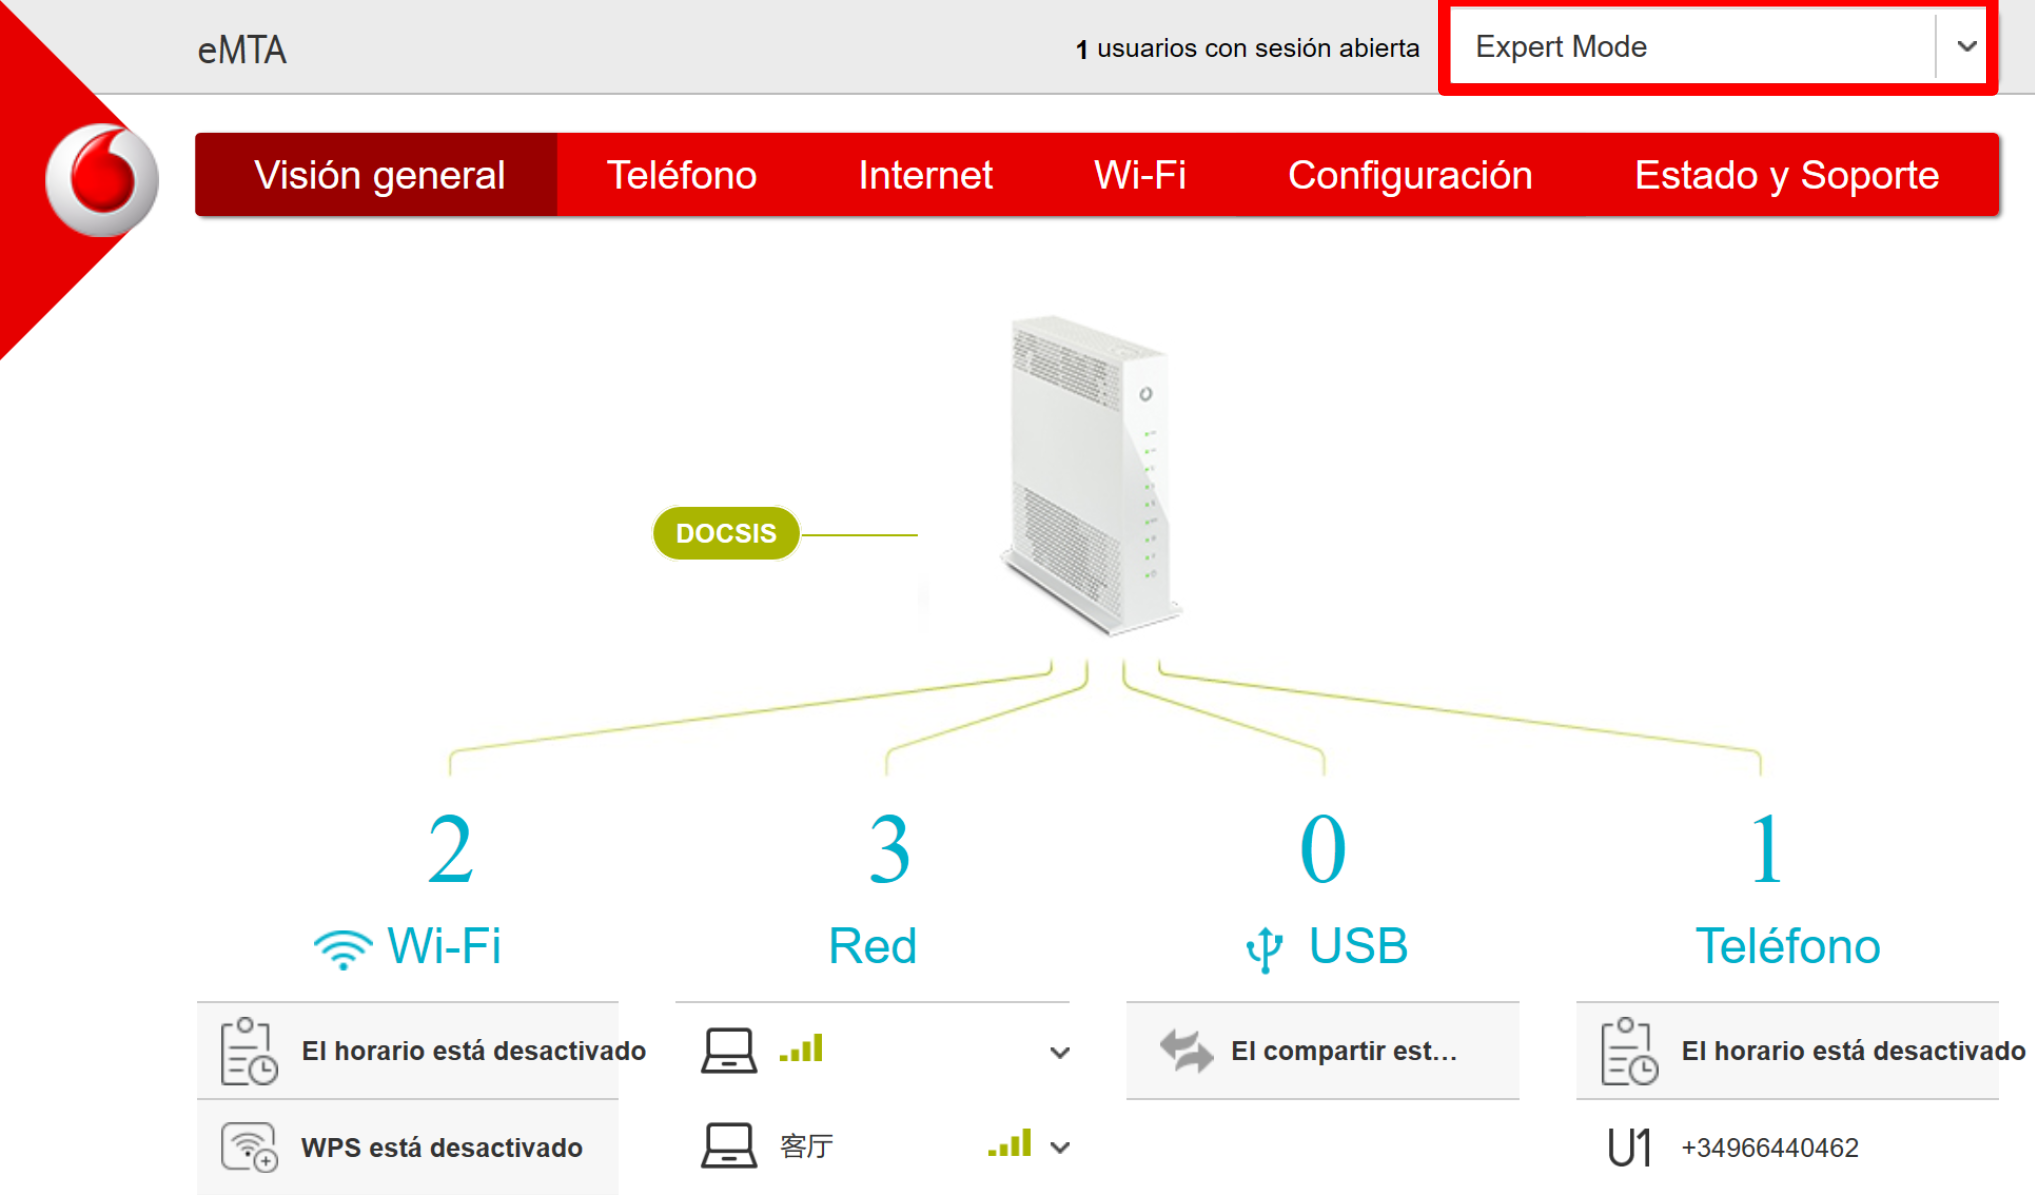 eMTA
1 usuarios con sesión abierta
Expert Mode
Visión general Teléfono Internet Wi-Fi Configuración Estado y Soporte
DOCSIS
2 3 0 1
Wi-Fi Red USB Teléfono
El horario está desactivado
El compartir est...
El horario está desactivado
WPS está desactivado
客厅
U1 +34966440462